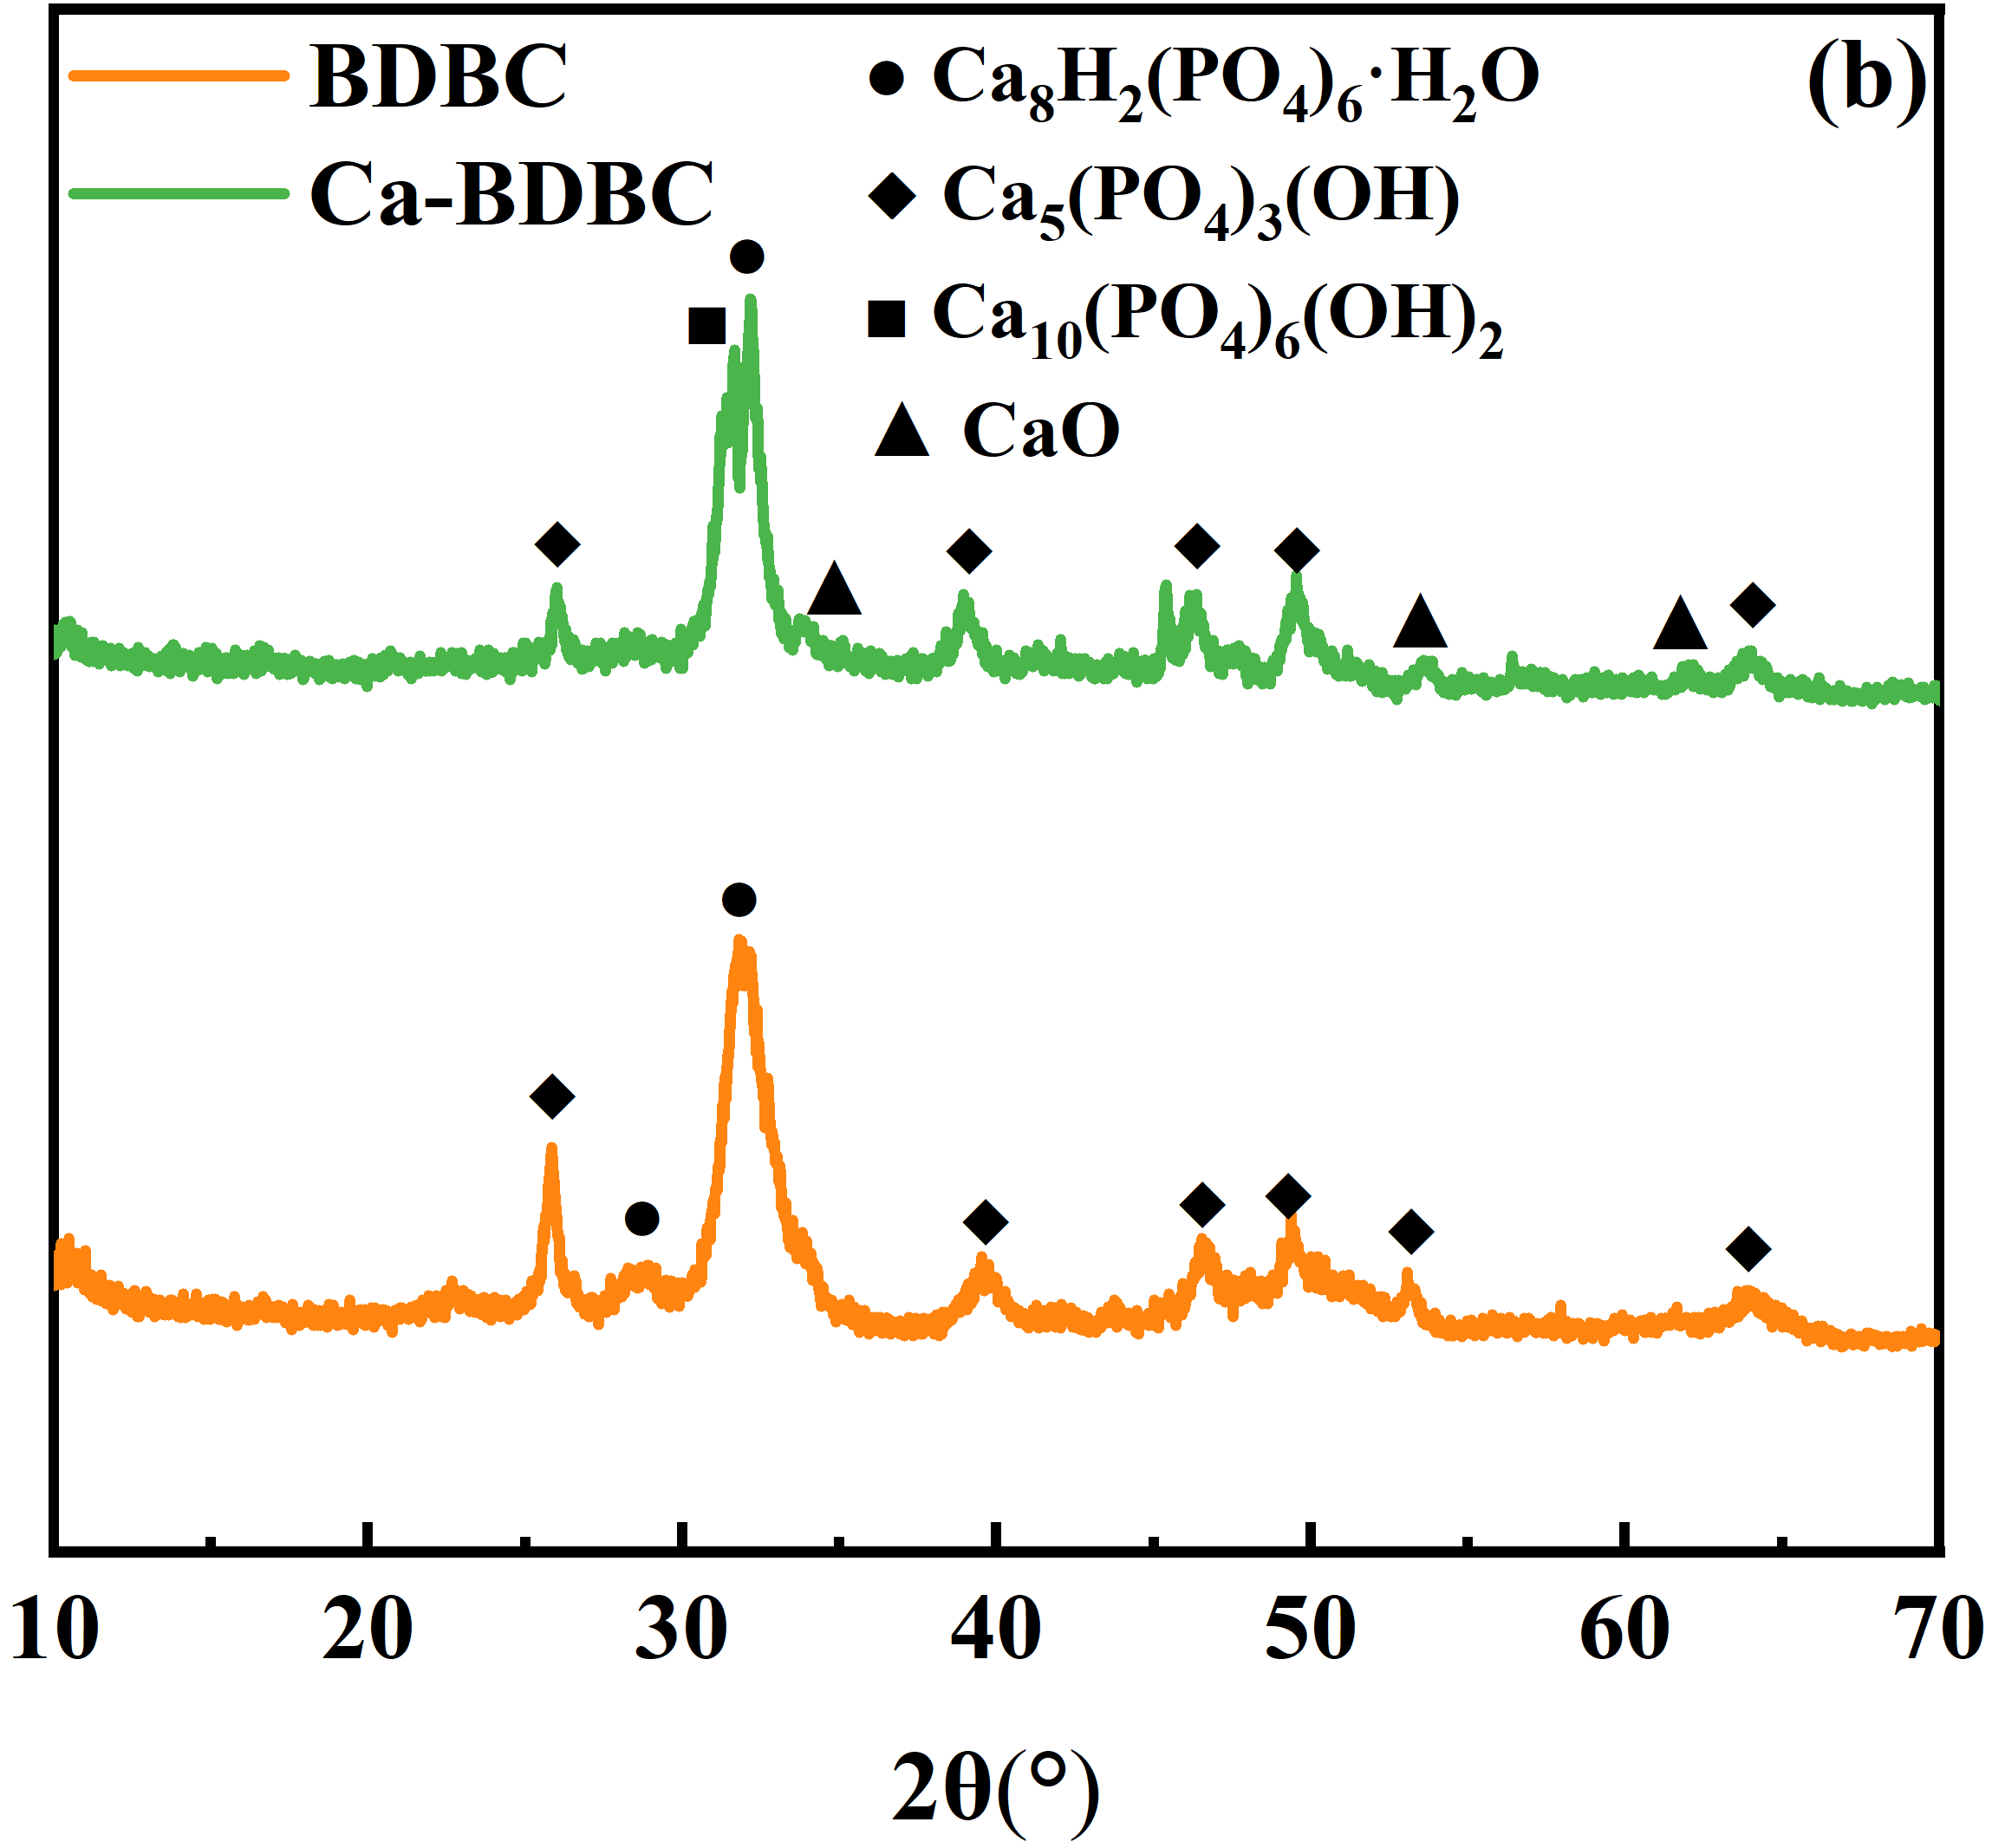 BDBC
Ca-BDBC
● Ca₈H₂(PO₄)₆·H₂O
◆ Ca₅(PO₄)₃(OH)
■ Ca₁₀(PO₄)₆(OH)₂
▲ CaO
(b)
10 20 30 40 50 60 70
2θ(°)